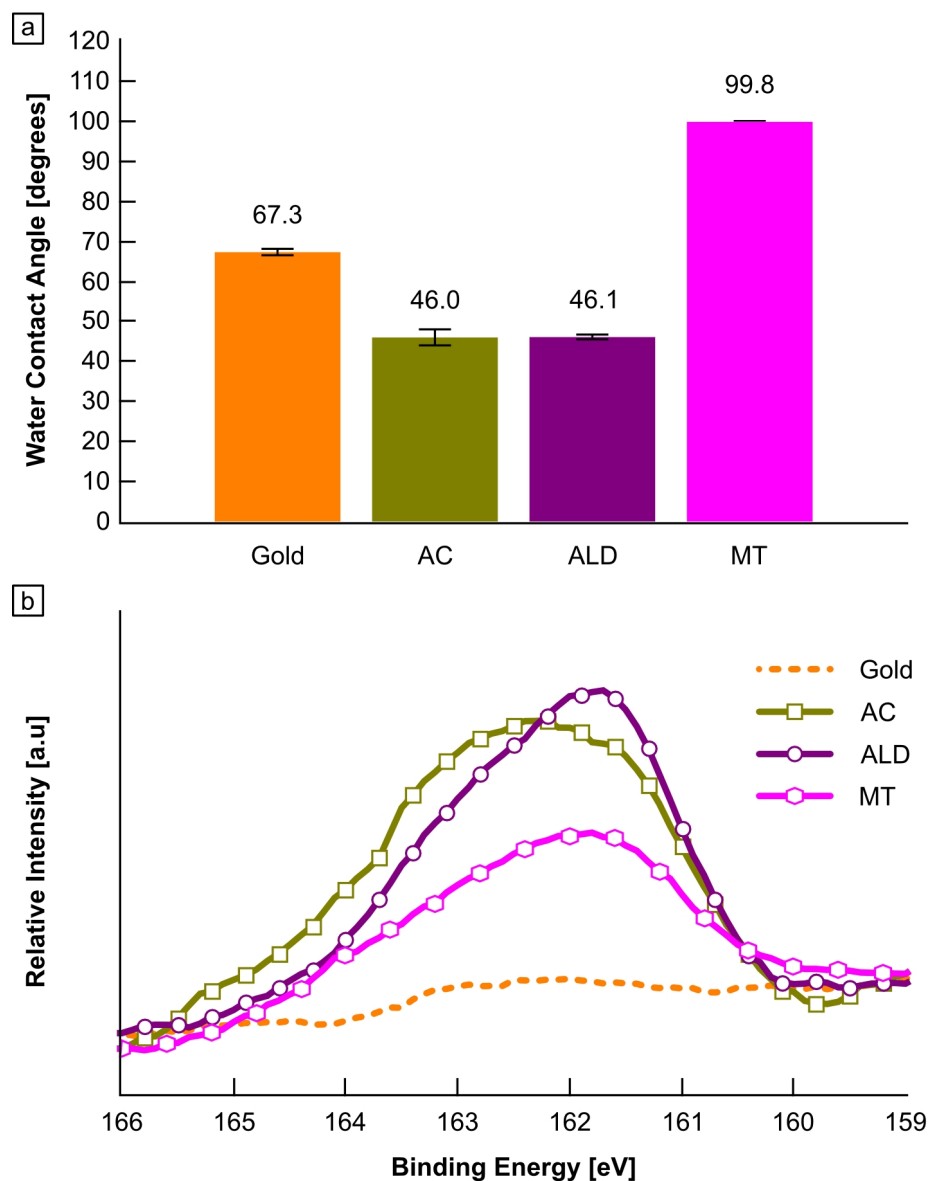 a
Water Contact Angle [degrees]
120
110
100
90
80
70
60
50
40
30
20
10
0
67.3
46.0
46.1
99.8
Gold AC ALD MT
b
Relative Intensity [a.u]
Gold
AC
ALD
MT
166 165 164 163 162 161 160 159
Binding Energy [eV]